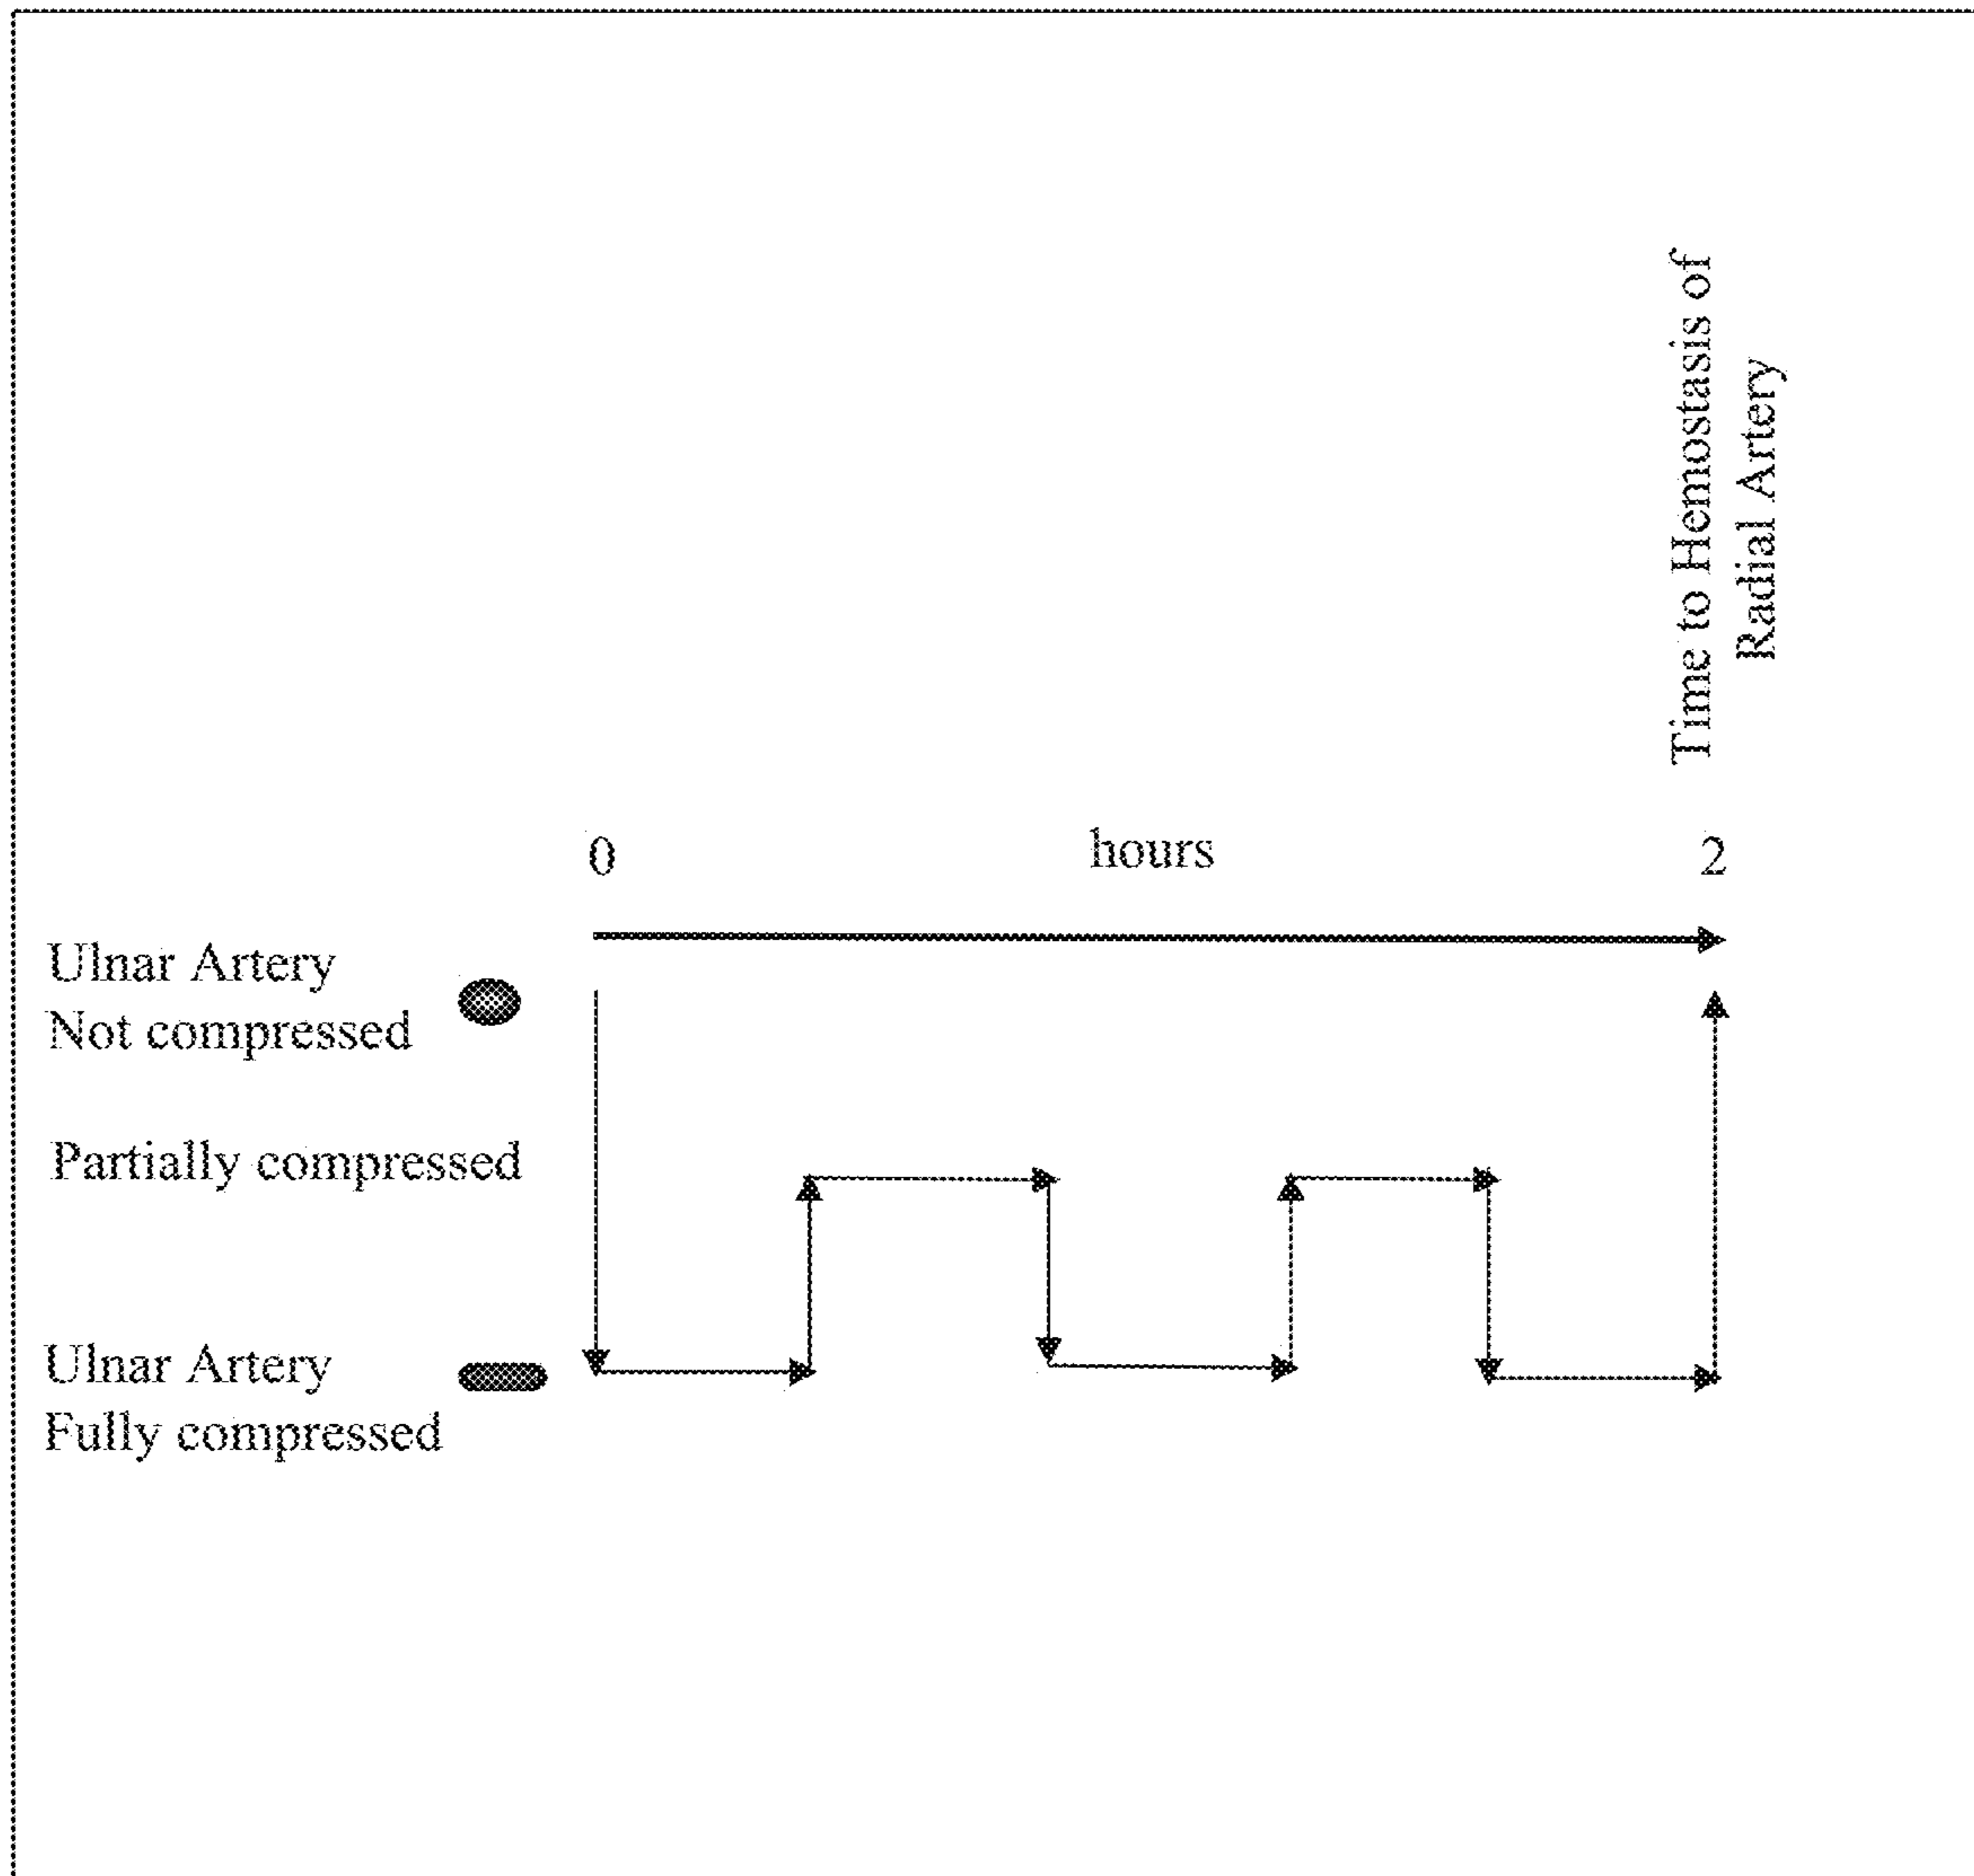 Time to Hemostasis of
Radial Artery
0 hours 2
Ulnar Artery
Not compressed
Partially compressed
Ulnar Artery
Fully compressed